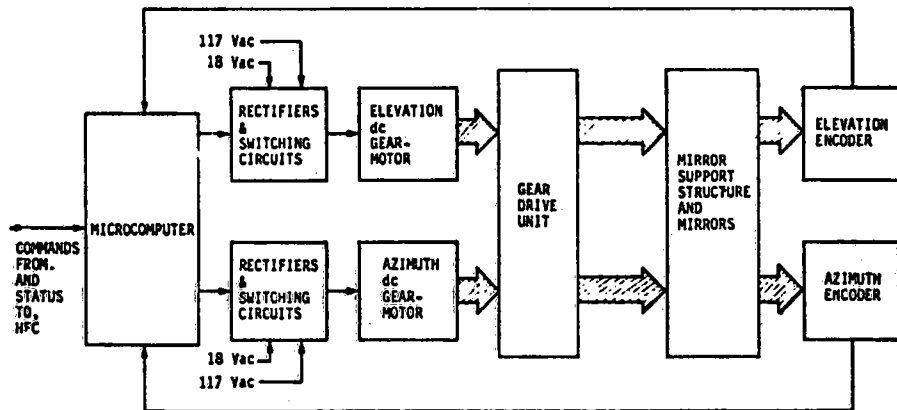 117 Vac
18 Vac
RECTIFIERS
&
SWITCHING
CIRCUITS
ELEVATION
dc
GEAR-
MOTOR
ELEVATION
ENCODER
GEAR
DRIVE
UNIT
MIRROR
SUPPORT
STRUCTURE
AND
MIRRORS
MICROCOMPUTER
COMMANDS
FROM.
AND
STATUS
TO,
HFC
RECTIFIERS
&
SWITCHING
CIRCUITS
AZIMUTH
dc
GEAR-
MOTOR
AZIMUTH
ENCODER
18 Vac
117 Vac